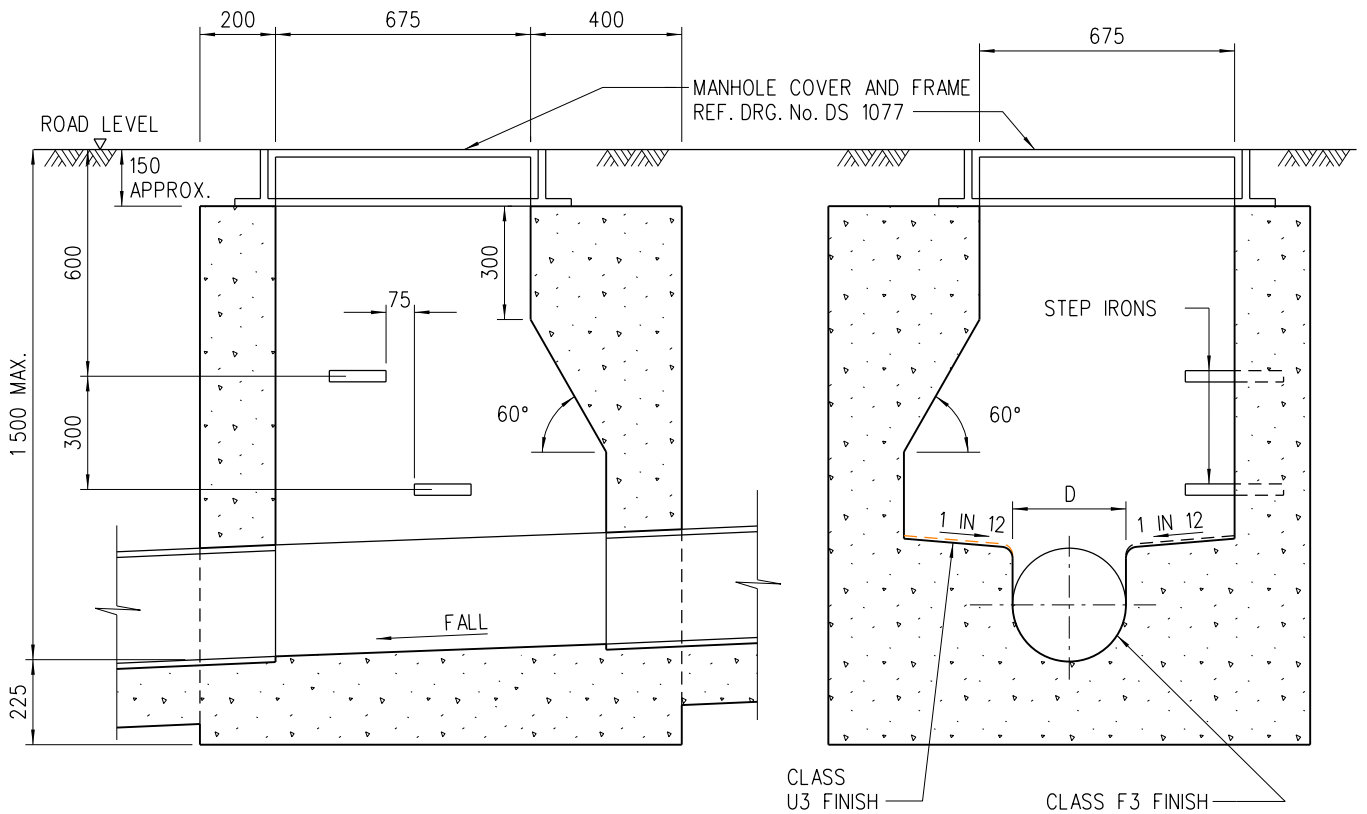 200
675
400
675
MANHOLE COVER AND FRAME
REF. DRG. No. DS 1077
ROAD LEVEL
150
APPROX.
600
300
75
STEP IRONS
1500 MAX.
300
60°
60°
D
1 IN 12
1 IN 12
FALL
225
CLASS
U3 FINISH
CLASS F3 FINISH